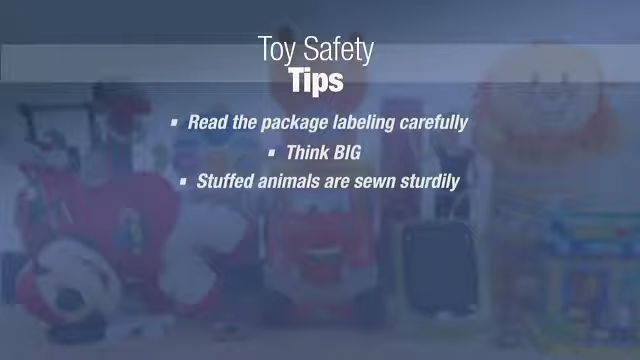 Toy Safety
Tips
▪ Read the package labeling carefully
▪ Think BIG
▪ Stuffed animals are sewn sturdily